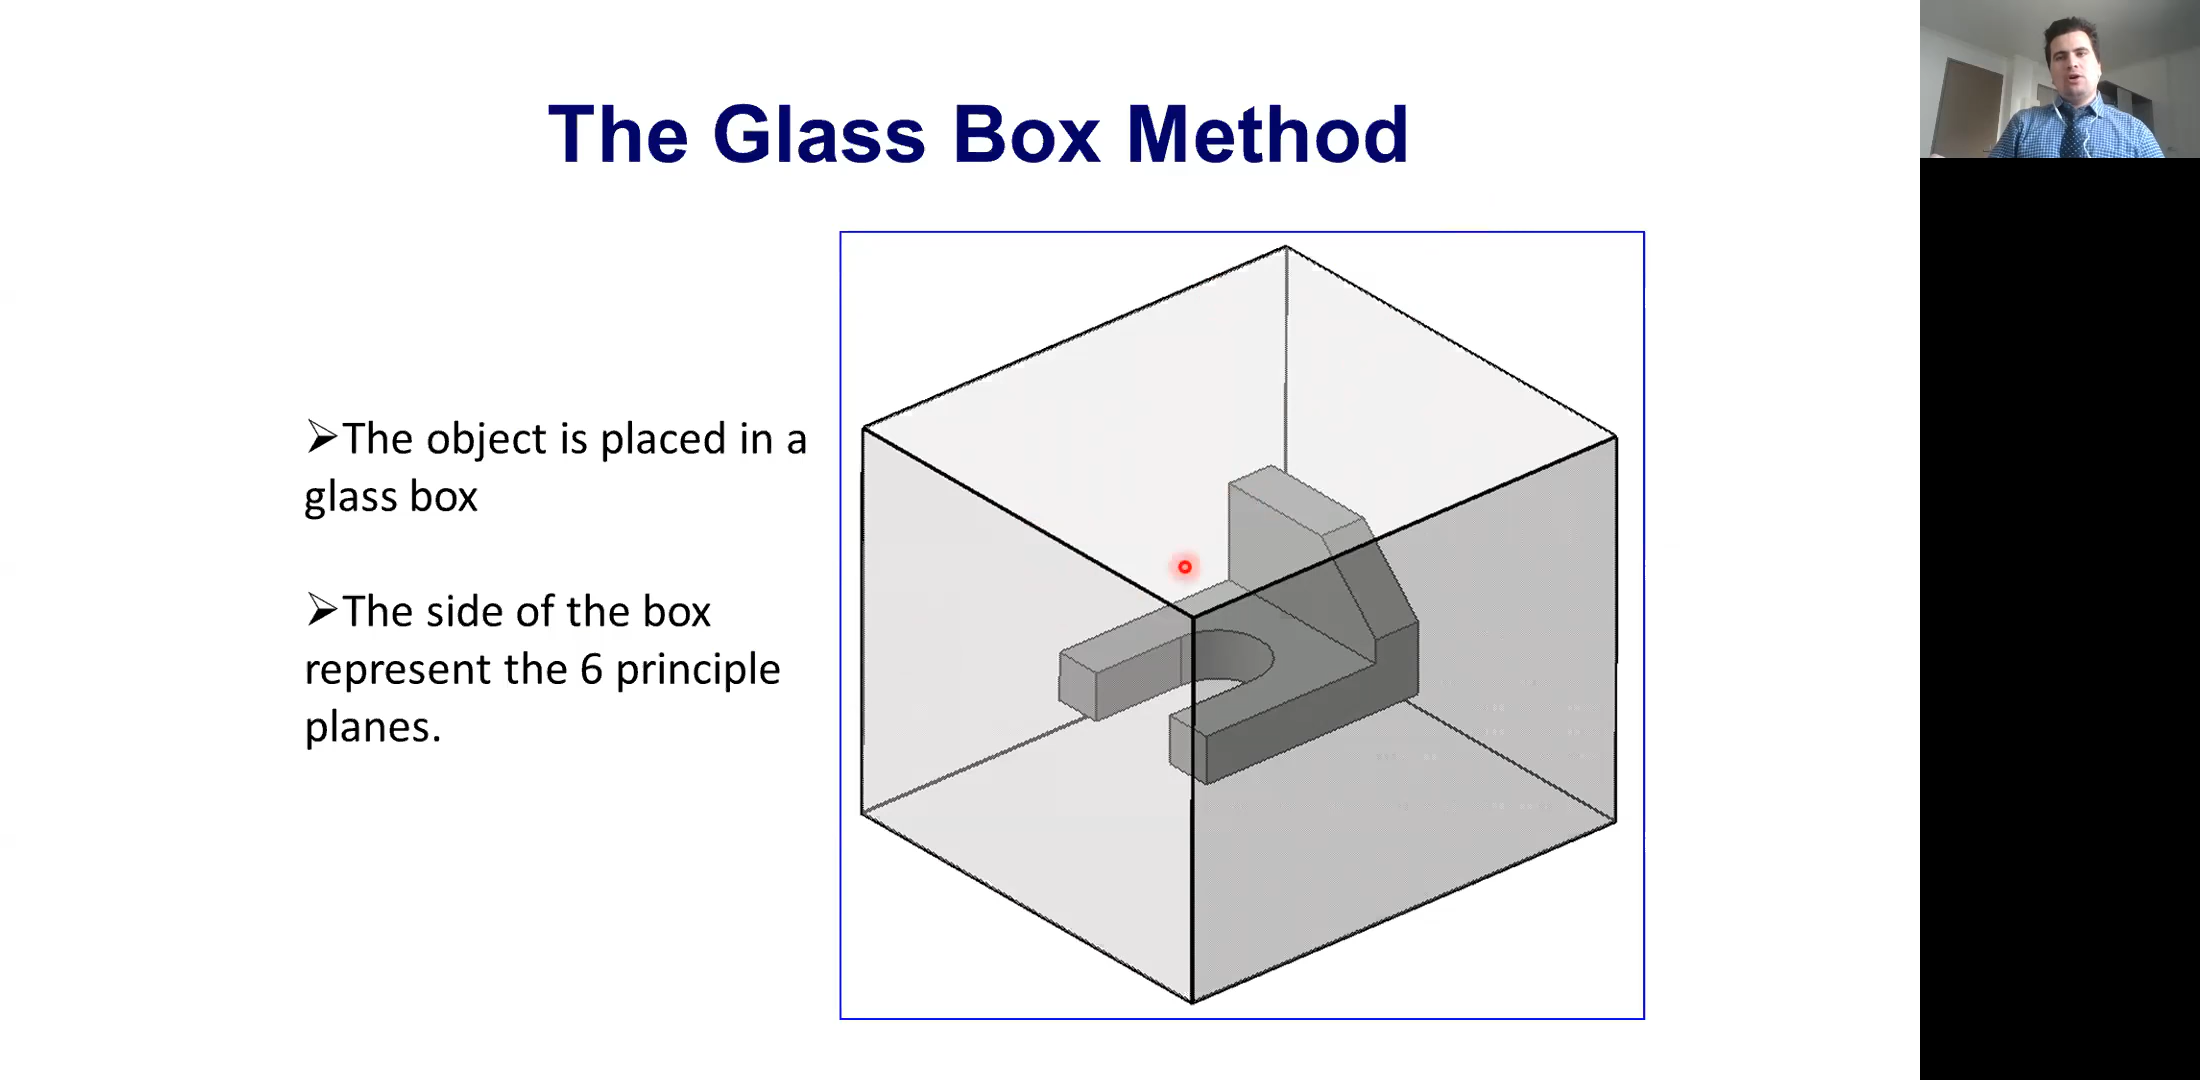 The Glass Box Method
➢The object is placed in a
glass box
➢The side of the box
represent the 6 principle
planes.